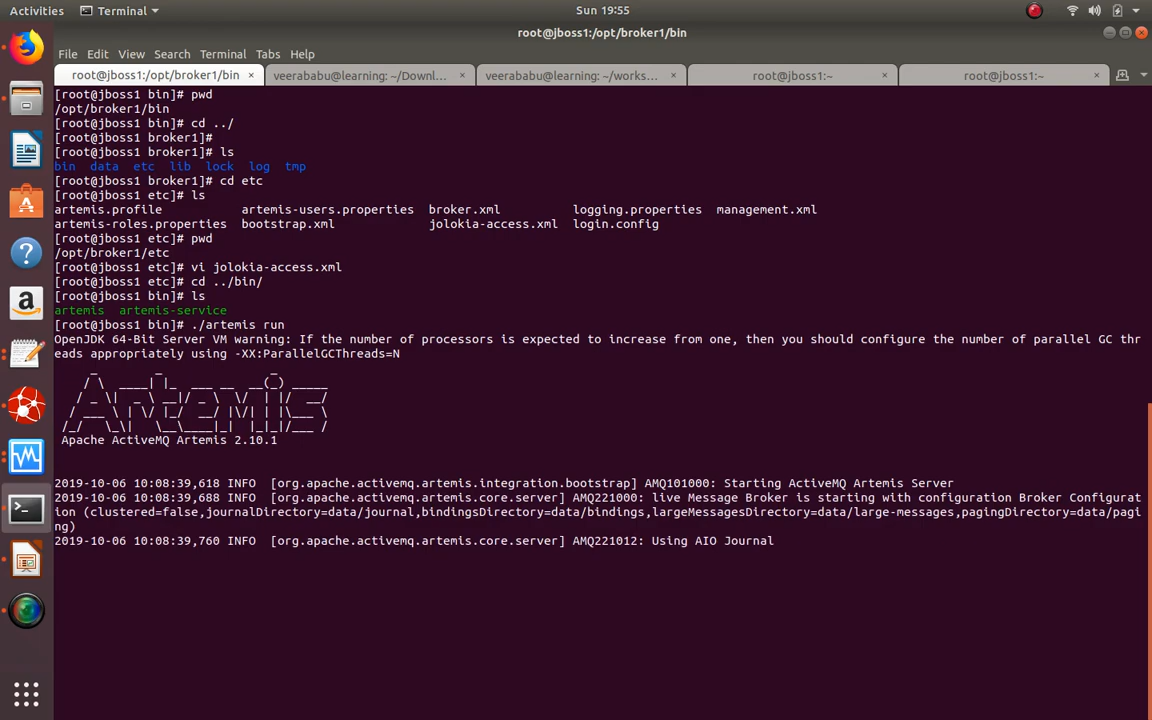 Activities
Terminal
Sun 19:55
root@jboss1:/opt/broker1/bin
File Edit View Search Terminal Tabs Help
root@jboss1:/opt/broker1/bin × veerababu@learning: ~/Downl... × veerababu@learning: ~/works... × root@jboss1:~ × root@jboss1:~ ×
[root@jboss1 bin]# pwd
/opt/broker1/bin
[root@jboss1 bin]# cd ../
[root@jboss1 broker1]#
[root@jboss1 broker1]# ls
bin data etc lib lock log tmp
[root@jboss1 broker1]# cd etc
[root@jboss1 etc]# ls
artemis.profile artemis-users.properties broker.xml logging.properties management.xml
artemis-roles.properties bootstrap.xml jolokia-access.xml login.config
[root@jboss1 etc]# pwd
/opt/broker1/etc
[root@jboss1 etc]# vi jolokia-access.xml
[root@jboss1 etc]# cd ../bin/
[root@jboss1 bin]# ls
artemis artemis-service
[root@jboss1 bin]# ./artemis run
OpenJDK 64-Bit Server VM warning: If the number of processors is expected to increase from one, then you should configure the number of parallel GC thr
eads appropriately using -XX:ParallelGCThreads=N
Artemis
Apache ActiveMQ Artemis 2.10.1
2019-10-06 10:08:39,618 INFO [org.apache.activemq.artemis.integration.bootstrap] AMQ101000: Starting ActiveMQ Artemis Server
2019-10-06 10:08:39,688 INFO [org.apache.activemq.artemis.core.server] AMQ221000: live Message Broker is starting with configuration Broker Configurat
ion (clustered=false,journalDirectory=data/journal,bindingsDirectory=data/bindings,largeMessagesDirectory=data/large-messages,pagingDirectory=data/pagi
ng)
2019-10-06 10:08:39,760 INFO [org.apache.activemq.artemis.core.server] AMQ221012: Using AIO Journal